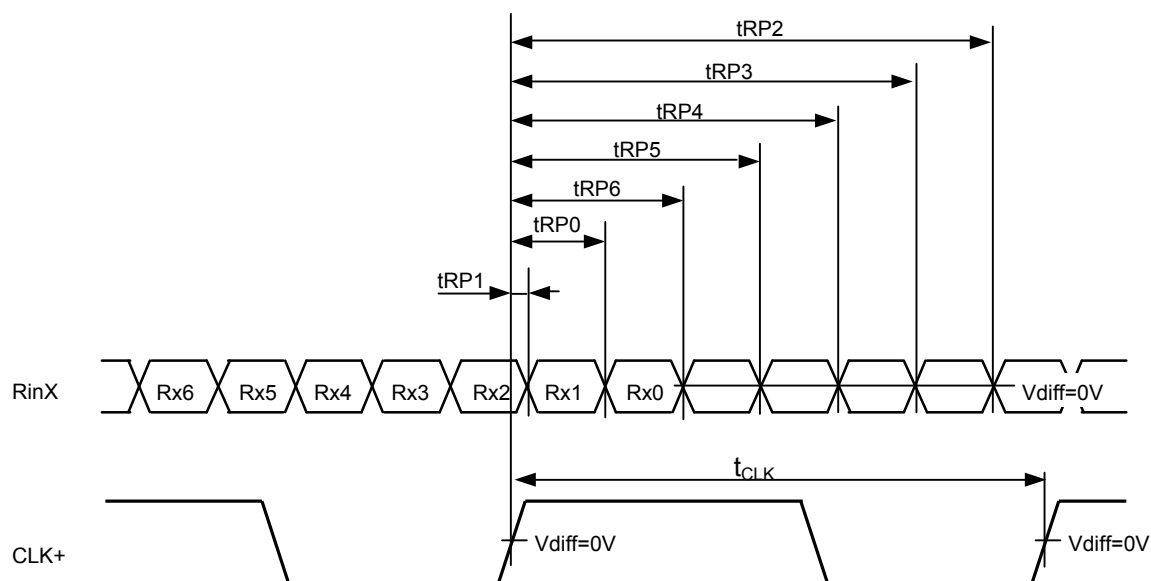 tRP2
tRP3
tRP4
tRP5
tRP6
tRP0
tRP1
RinX Rx6 Rx5 Rx4 Rx3 Rx2 Rx1 Rx0 Vdiff=0V
tCLK
CLK+ Vdiff=0V Vdiff=0V